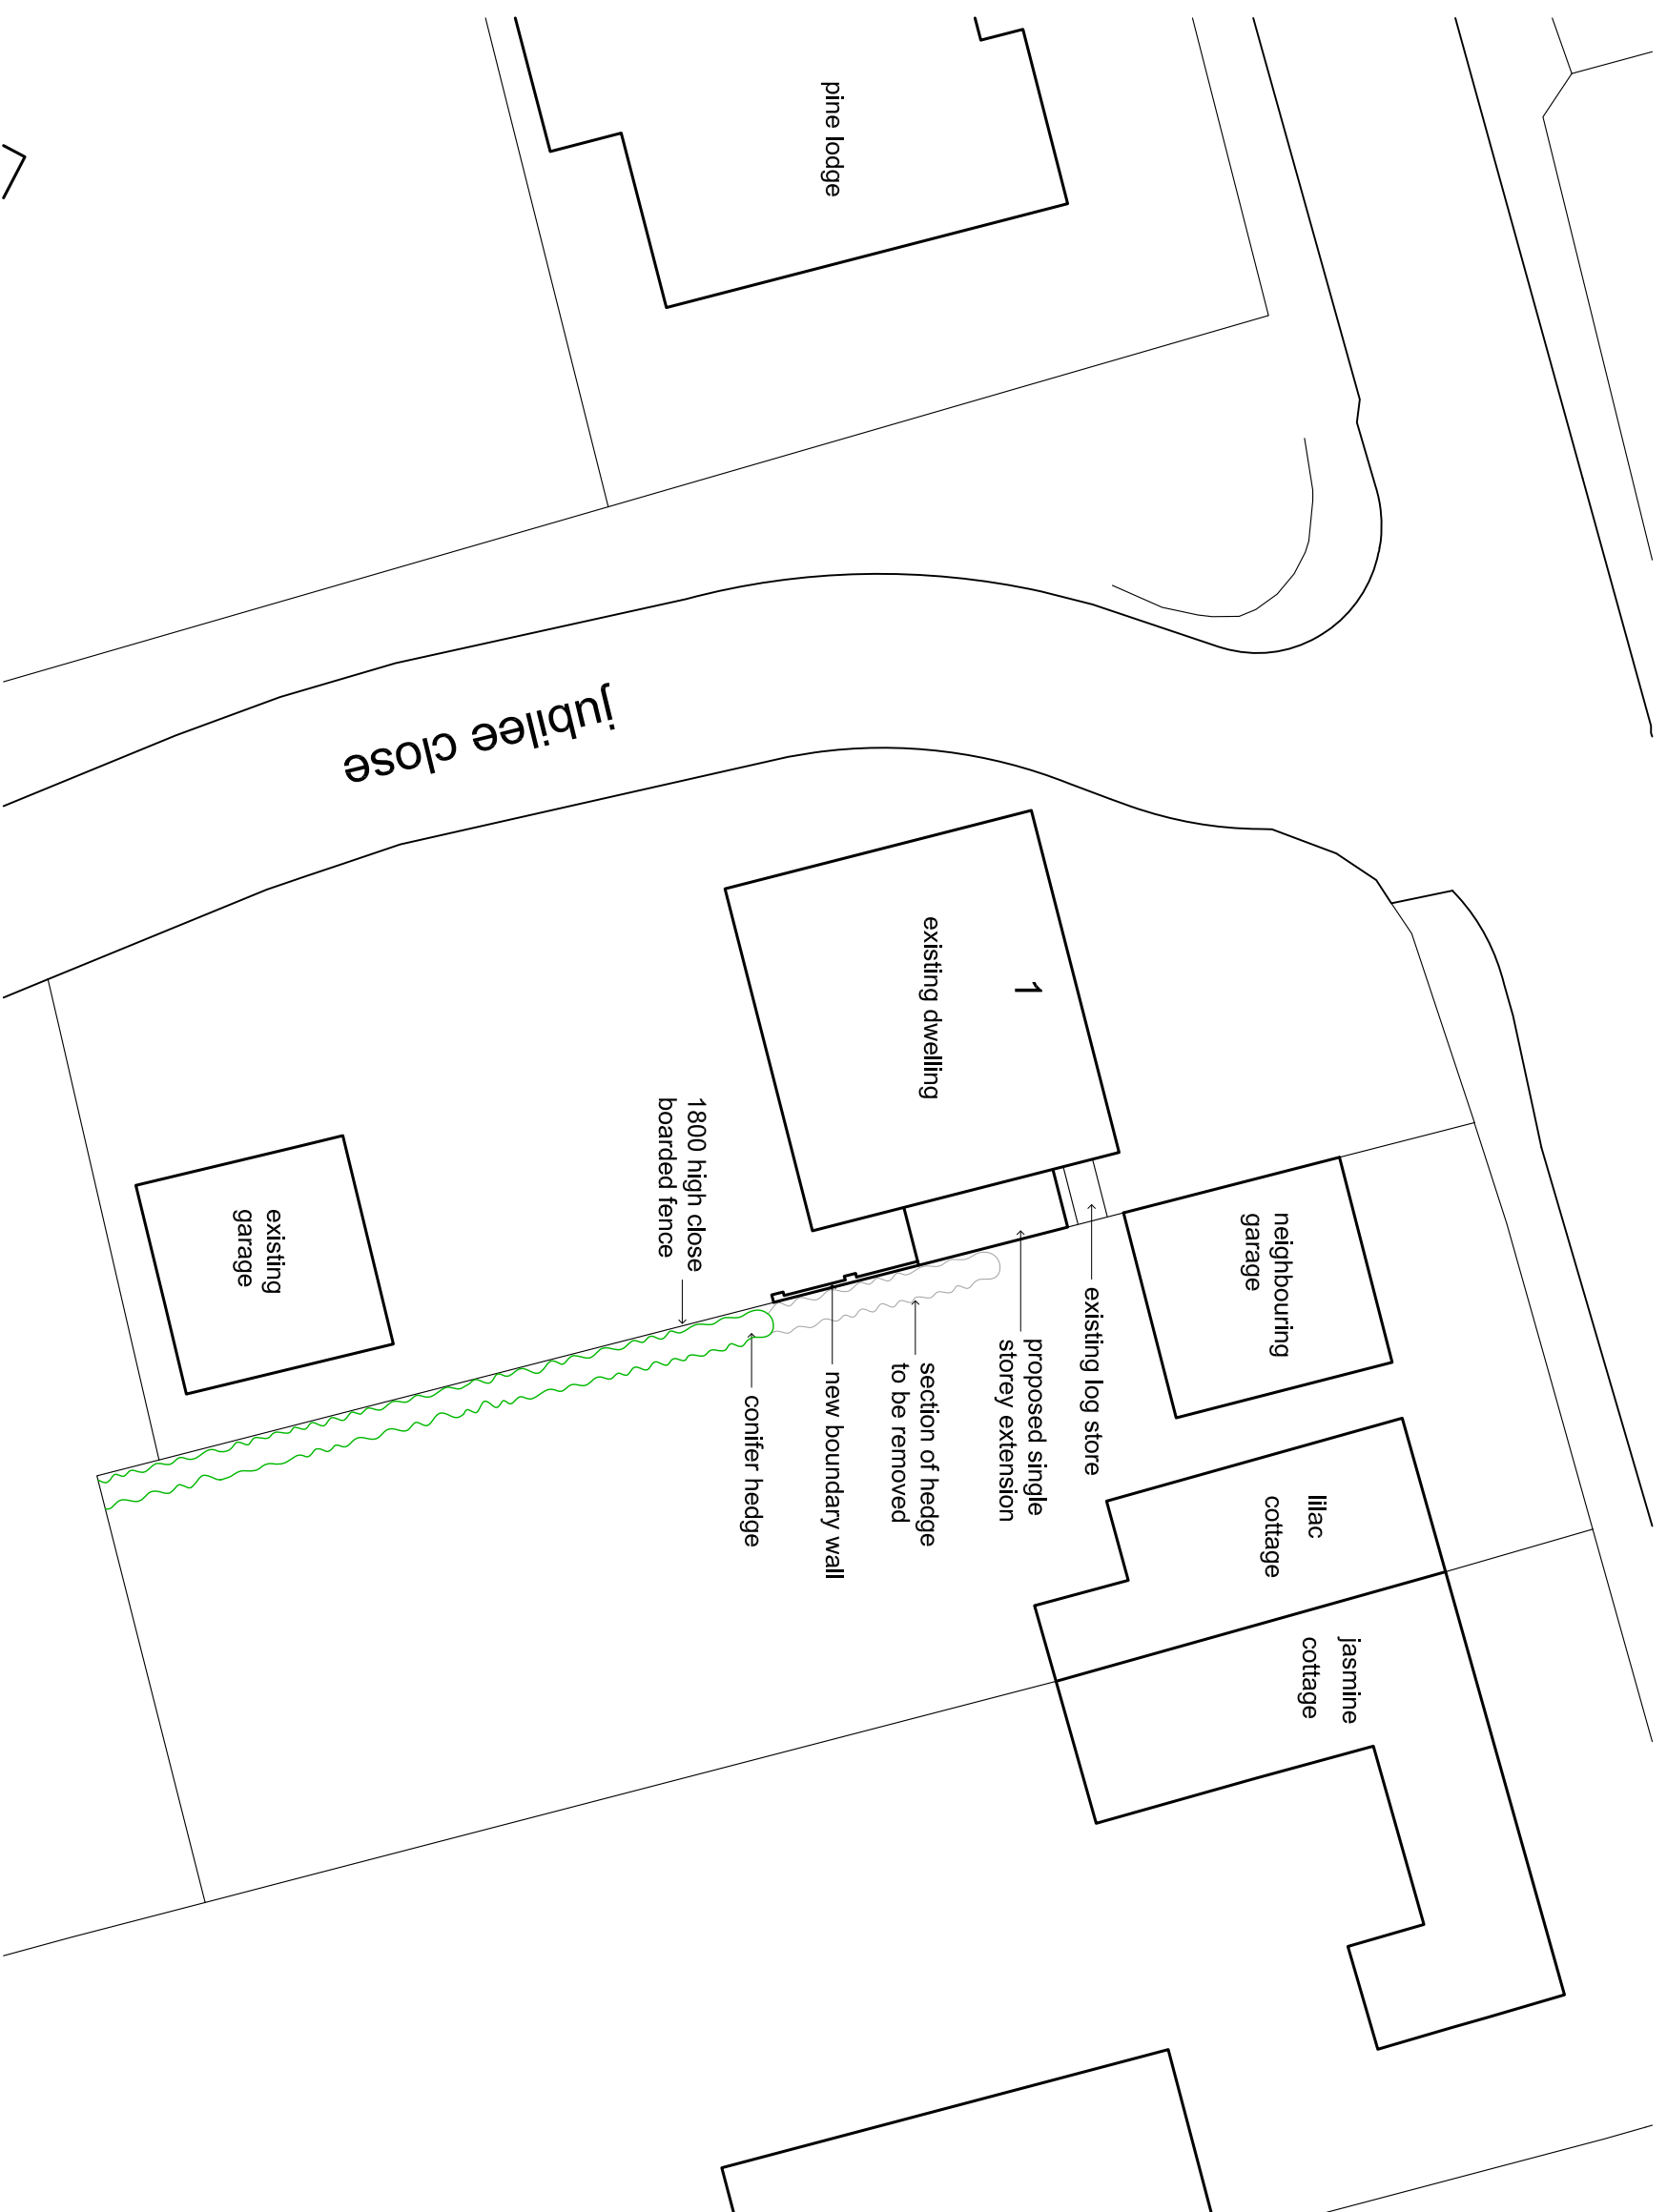 pine lodge
jubilee close
1
existing dwelling
1800 high close
boarded fence
existing
garage
neighbouring
garage
existing log store
proposed single
storey extension
section of hedge
to be removed
new boundary wall
conifer hedge
lilac
cottage
jasmine
cottage